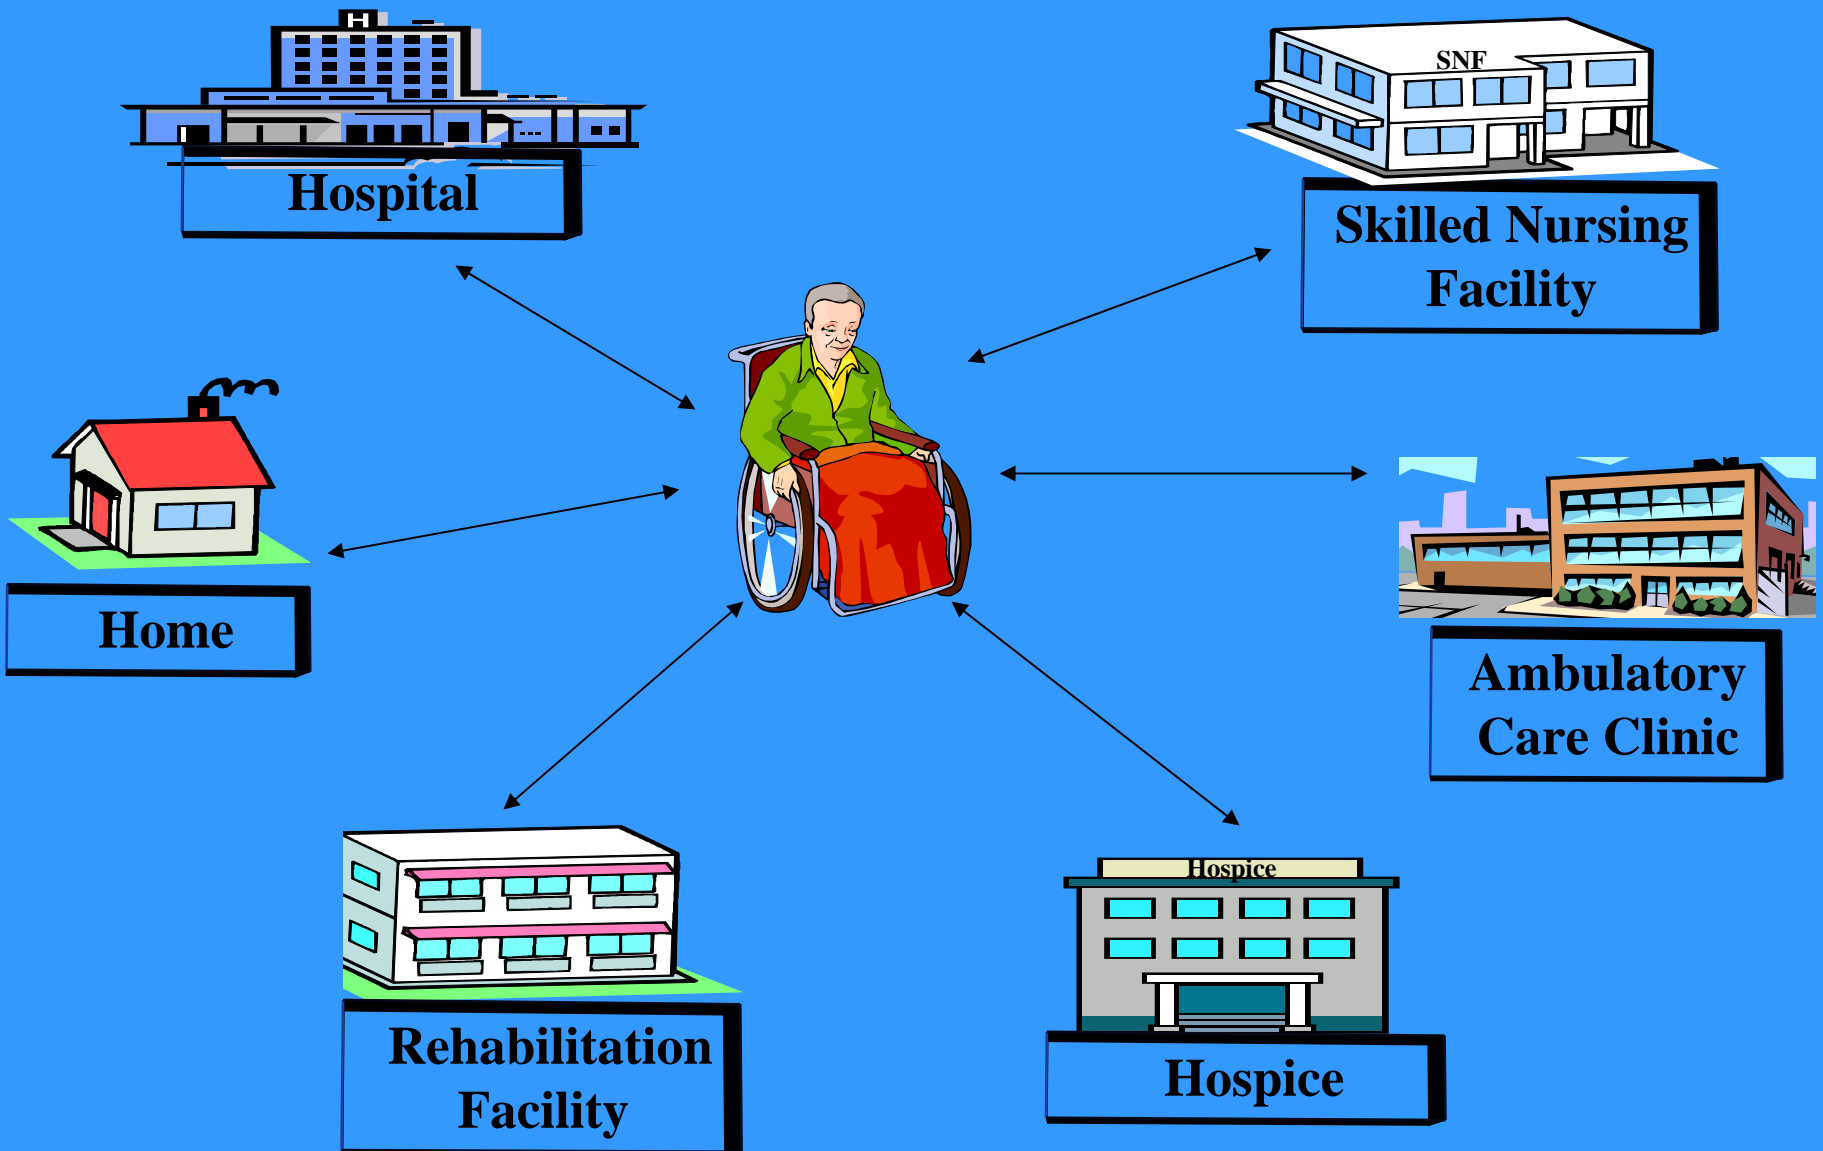 H
Hospital
SNF
Skilled Nursing
Facility
Home
Ambulatory
Care Clinic
Rehabilitation
Facility
Hospice
Hospice